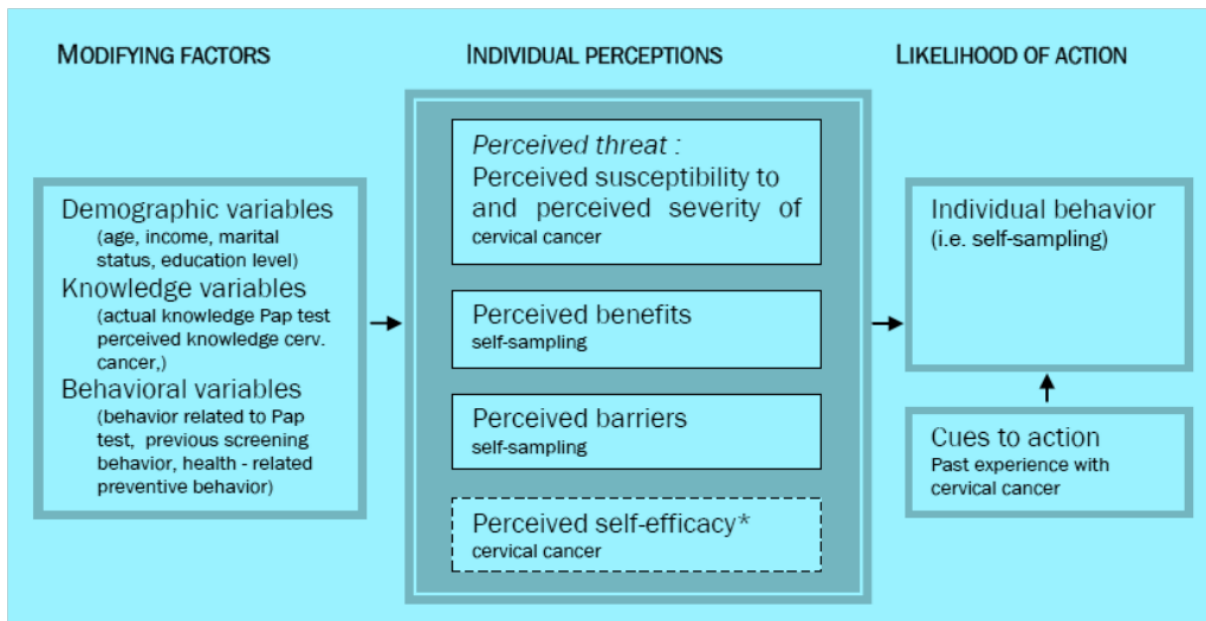 MODIFYING FACTORS
INDIVIDUAL PERCEPTIONS
LIKELIHOOD OF ACTION
Demographic variables
(age, income, marital
status, education level)
Knowledge variables
(actual knowledge Pap test
perceived knowledge cerv.
cancer,)
Behavioral variables
(behavior related to Pap
test, previous screening
behavior, health - related
preventive behavior)
Perceived threat :
Perceived susceptibility to
and perceived severity of
cervical cancer
Perceived benefits
self-sampling
Perceived barriers
self-sampling
Perceived self-efficacy*
cervical cancer
Individual behavior
(i.e. self-sampling)
Cues to action
Past experience with
cervical cancer